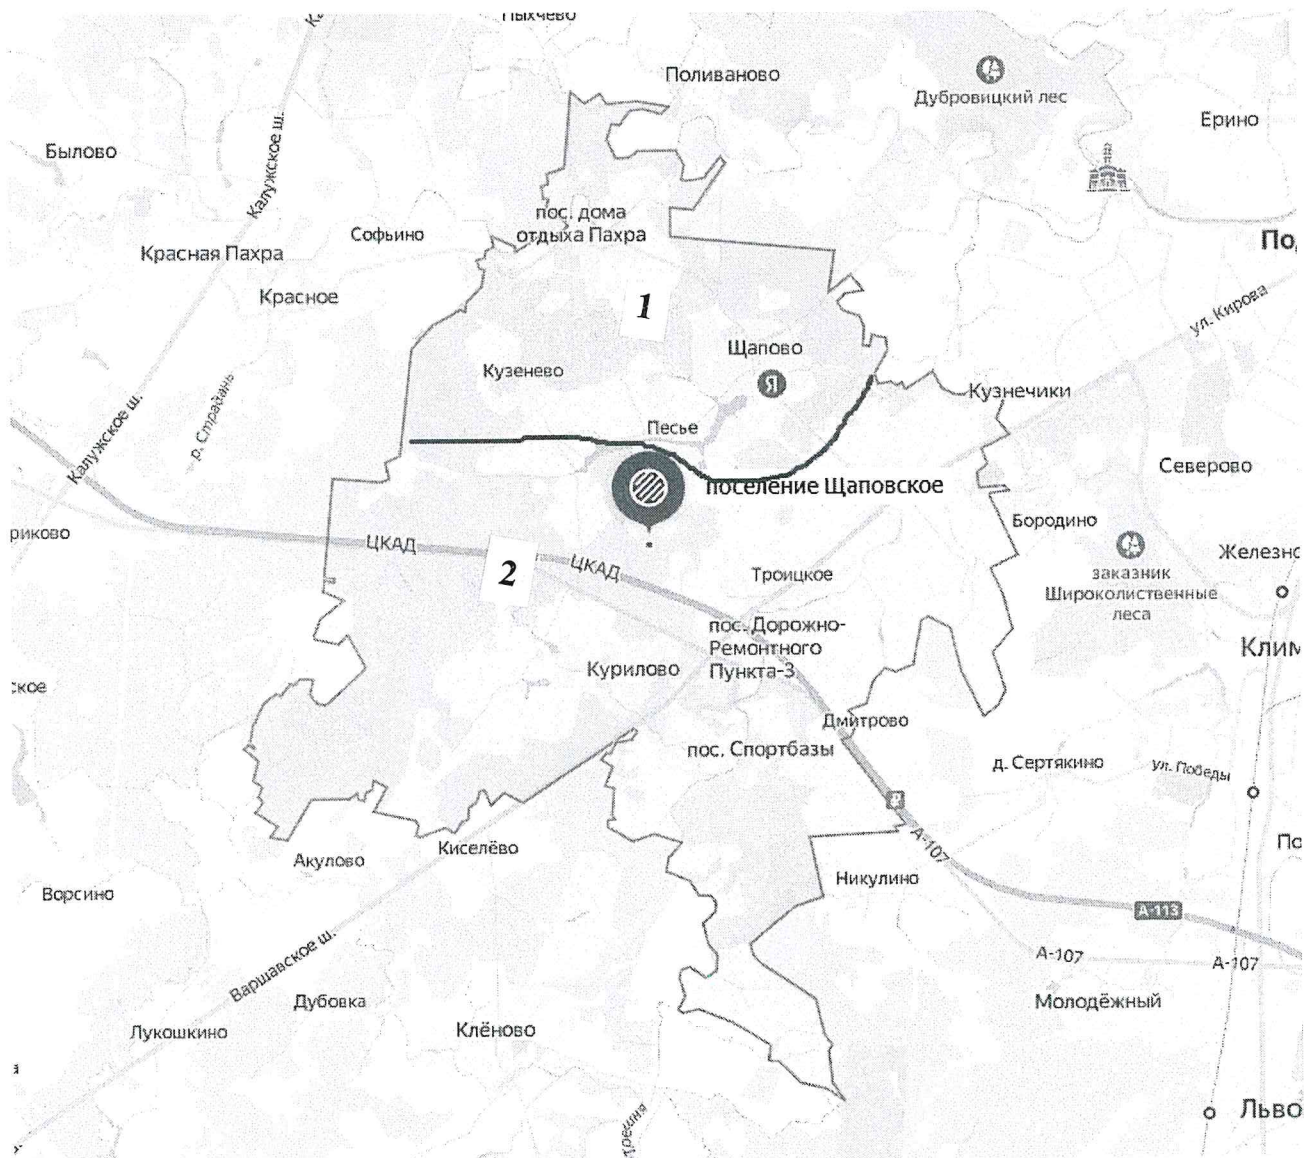 Пыхчево
Поливаново
Дубровицкий лес
Ерино
Былово
Калужское ш.
пос. дома
отдыха Пахра
Софьино
Красная Пахра
По
Красное
1
ул. Кирова
Щапово
Я
Кузенево
Кузнечики
р. Страдань
Калужское ш.
Песье
Северово
поселение Щаповское
Бородино
риково
ЦКАД
ЦКАД
2
Троицкое
заказник
Широколиственные
леса
Железно
пос. Дорожно-
Ремонтного
Пункта-3
Курилово
Клим
ское
Дмитрово
пос. Спортбазы
д. Сертякино
ул. Победы
А-107
Акулово
Киселёво
По
Никулино
Ворсино
А-113
Варшавское ш.
А-107
А-107
Дубовка
Молодёжный
Лукошкино
Клёново
Льво